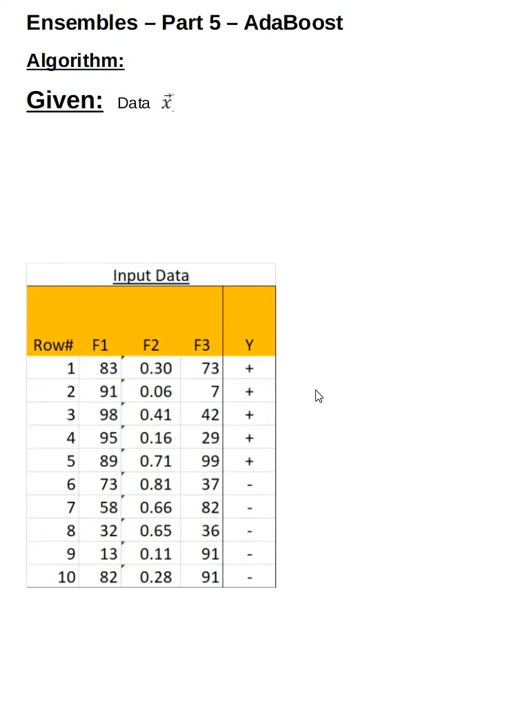 Ensembles – Part 5 – AdaBoost
Algorithm:
Given: Data x⃗
Input Data
Row# F1 F2 F3 Y
1 83 0.30 73 +
2 91 0.06 7 +
3 98 0.41 42 +
4 95 0.16 29 +
5 89 0.71 99 +
6 73 0.81 37 -
7 58 0.66 82 -
8 32 0.65 36 -
9 13 0.11 91 -
10 82 0.28 91 -